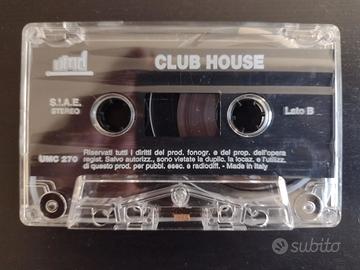 umd
CLUB HOUSE
S.I.A.E.
STEREO
Lato B
UMC 270
Riservati tutti i diritti del prod. fonogr. e del prop. dell'opera
regist. Salvo autorizz., sono vietate la duplic. la locaz. e l'utilizz.
di questo prod. per pubbl. esec. e radiodiff. - Made in Italy
subito